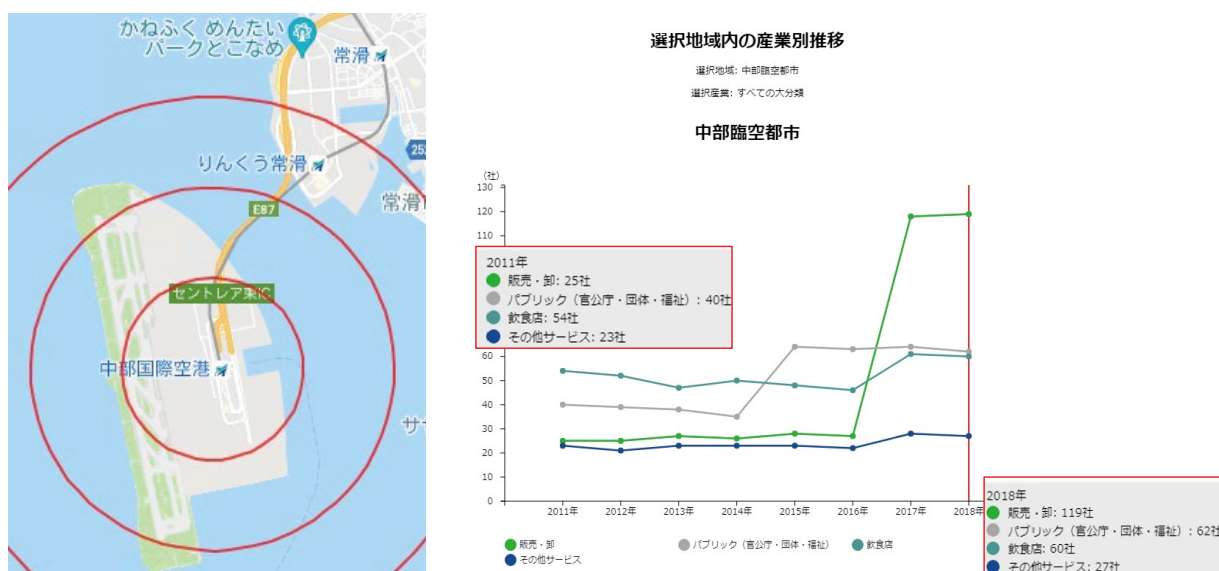 かねふく めんたい
パークとこなめ
常滑
りんくう常滑
252
常滑
E87
セントレア東IC
中部国際空港
選択地域内の産業別推移
選択地域: 中部臨空都市
選択産業: すべての大分類
中部臨空都市
(社)
130
120
110
2011年
販売・卸: 25社
パブリック（官公庁・団体・福祉）: 40社
飲食店: 54社
その他サービス: 23社
60
50
40
30
20
10
0
2011年 2012年 2013年 2014年 2015年 2016年 2017年 2018年
2018年
販売・卸: 119社
パブリック（官公庁・団体・福祉）: 62社
飲食店: 60社
その他サービス: 27社
販売・卸 パブリック（官公庁・団体・福祉） 飲食店
その他サービス